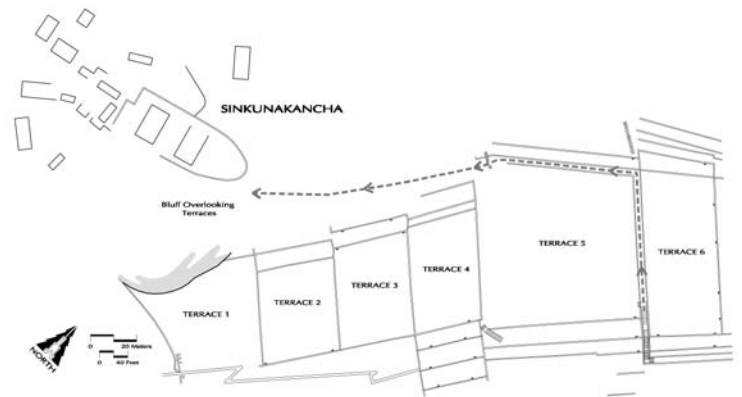 SINKUNAKANCHA
Bluff Overlooking
Terraces
TERRACE 1
TERRACE 2
TERRACE 3
TERRACE 4
TERRACE 5
TERRACE 6
NORTH
0 20 Meters
0 40 Feet